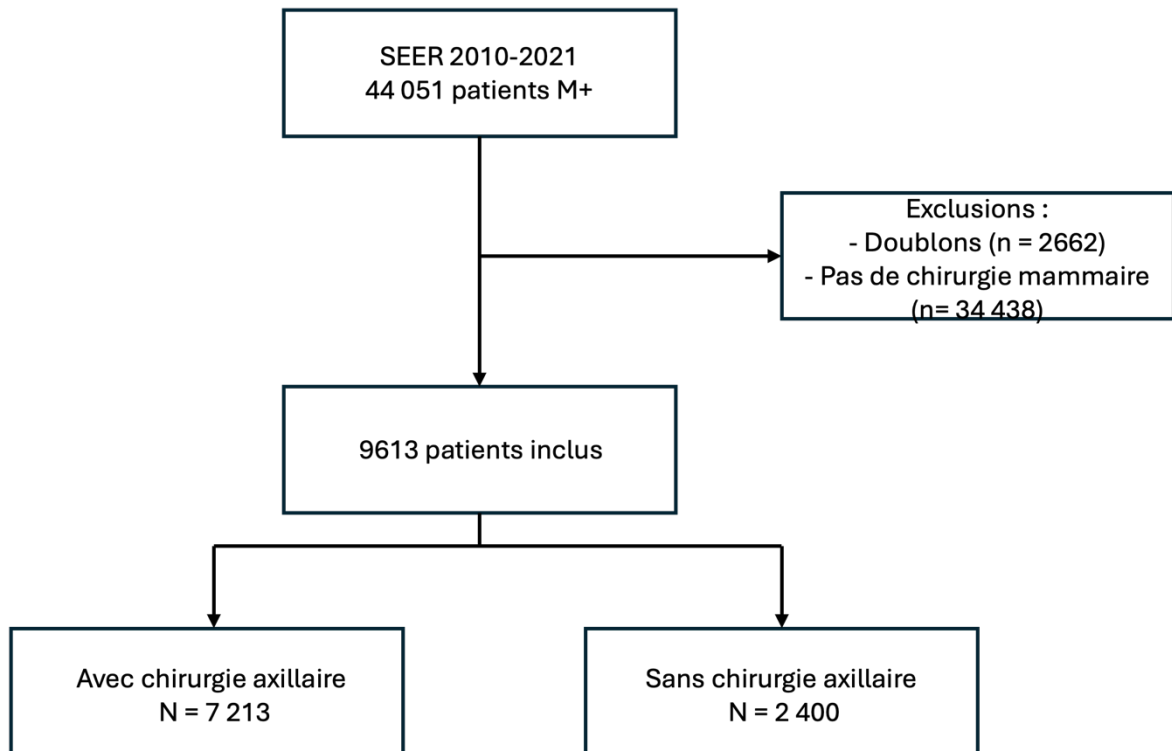 SEER 2010-2021
44 051 patients M+
Exclusions :
- Doublons (n = 2662)
- Pas de chirurgie mammaire
(n= 34 438)
9613 patients inclus
Avec chirurgie axillaire
N = 7 213
Sans chirurgie axillaire
N = 2 400